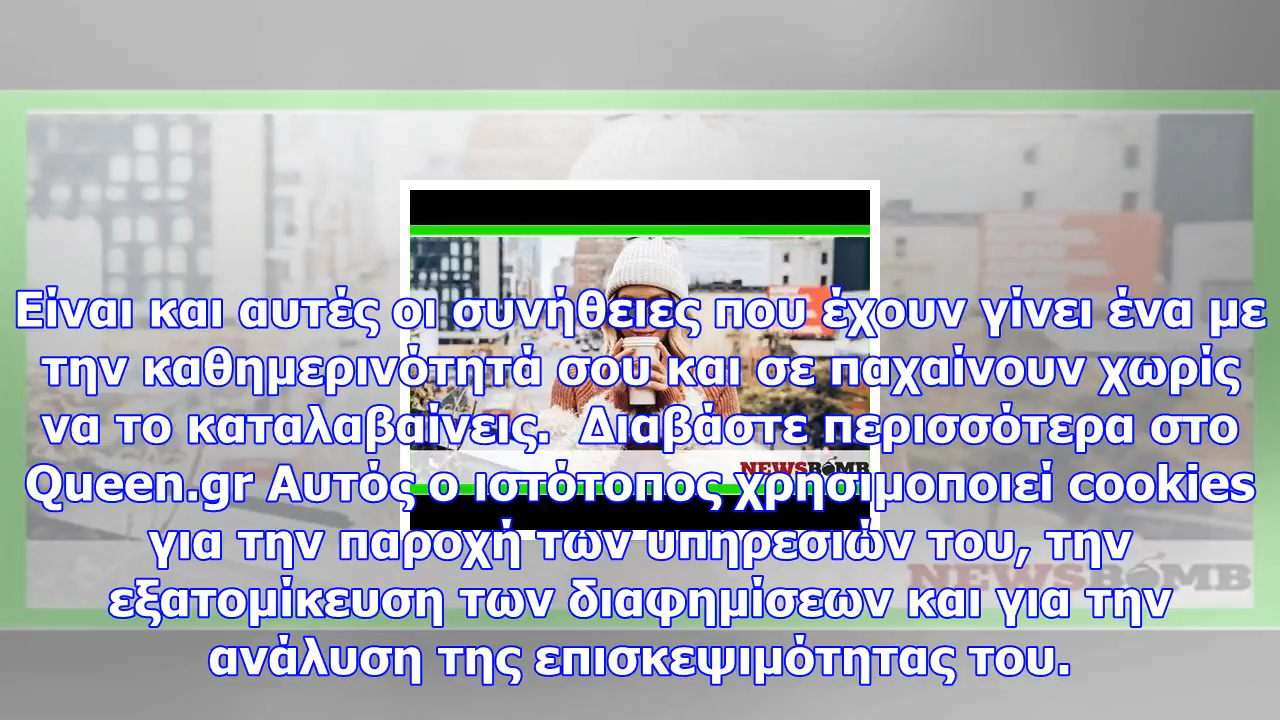 Είναι και αυτές οι συνήθειες που έχουν γίνει ένα με
την καθημερινότητά σου και σε παχαίνουν χωρίς
να το καταλαβαίνεις.  Διαβάστε περισσότερα στο
Queen.gr Αυτός ο ιστότοπος χρησιμοποιεί cookies
για την παροχή των υπηρεσιών του, την
εξατομίκευση των διαφημίσεων και για την
ανάλυση της επισκεψιμότητας του.
NEWSBOMB
NEWSBOMB